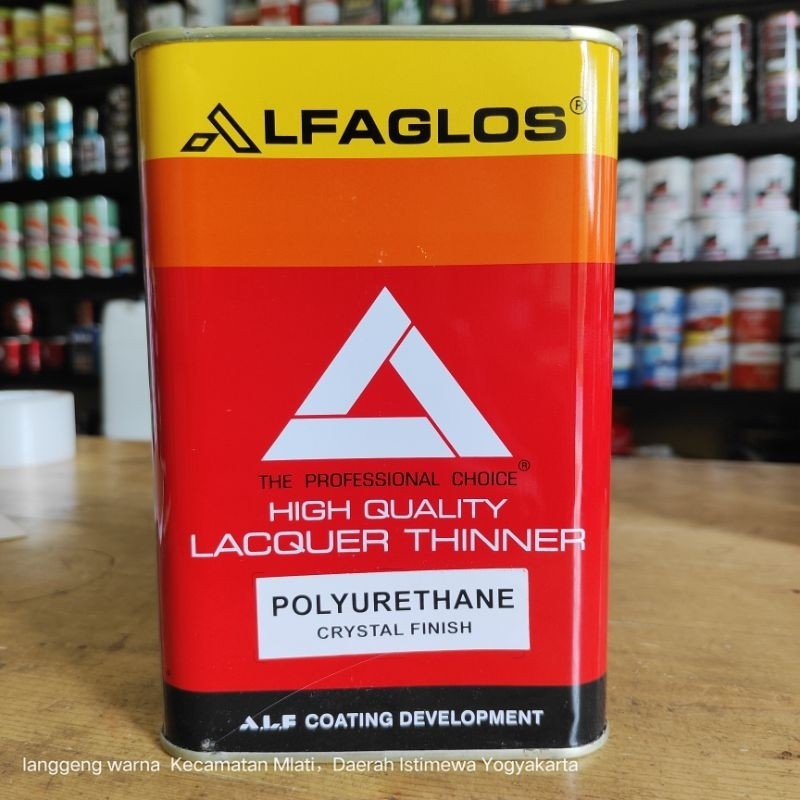 ALFAGLOS®
THE PROFESSIONAL CHOICE®
HIGH QUALITY
LACQUER THINNER
POLYURETHANE
CRYSTAL FINISH
A.L.F COATING DEVELOPMENT
langgeng warna Kecamatan Mlati, Daerah Istimewa Yogyakarta